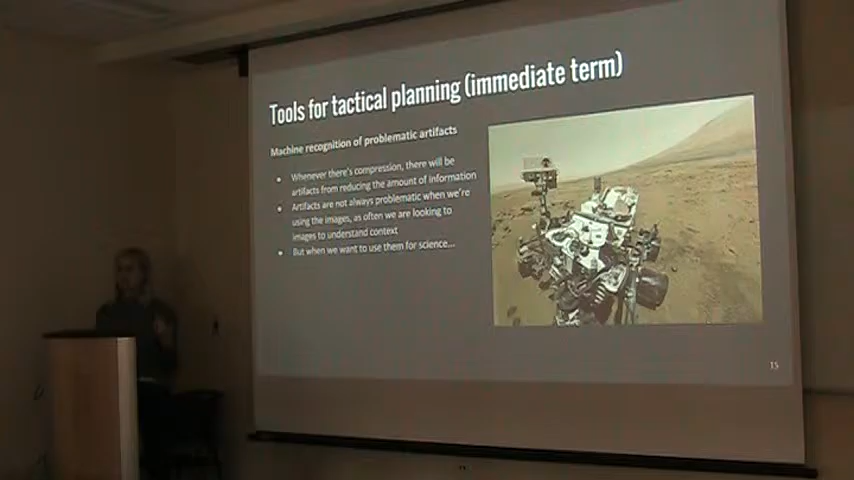 Tools for tactical planning (immediate term)
Machine recognition of problematic artifacts
• Whenever there's compression, there will be
artifacts from reducing the amount of information
• Artifacts are not always problematic when we're
using the images, as often we are looking to
images to understand context
• But when we want to use them for science...
15